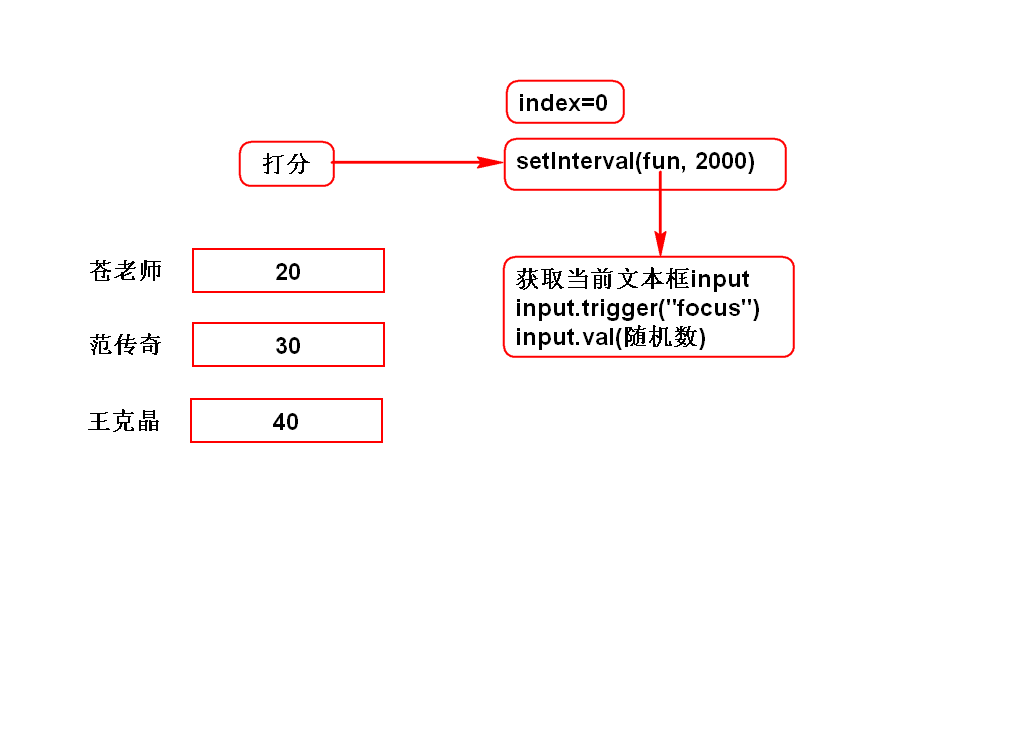 index=0
打分
setInterval(fun, 2000)
苍老师
20
获取当前文本框input
input.trigger("focus")
input.val(随机数)
范传奇
30
王克晶
40